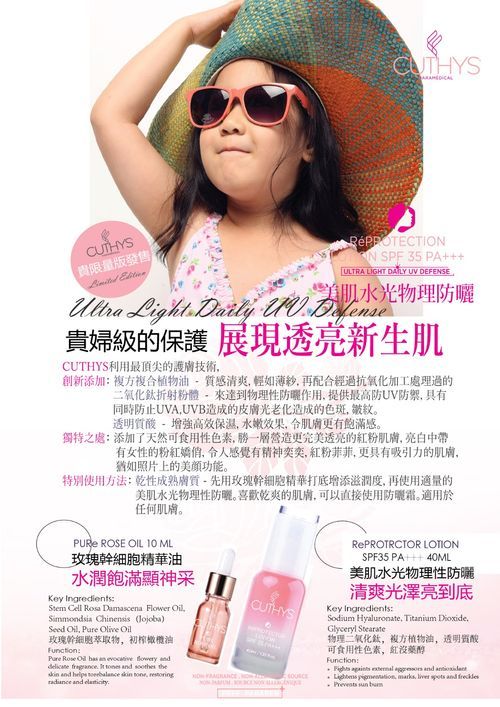 CUTHYS
PARAMEDICAL
RéPROTECTION
SPF 35 PA+++
ULTRA LIGHT DAILY UV DEFENSE
美肌水光物理防曬
CUTHYS
貴限量版發售
Limited Edition
Ultra Light Daily UV Defense
貴婦級的保護 展現透亮新生肌
CUTHYS利用最頂尖的護膚技術,
創新添加: 複方複合植物油 - 質感清爽, 輕如薄紗, 再配合經過抗氧化加工處理過的
二氧化鈦折射粉體 - 來達到物理性防曬作用, 提供最高防UV防禦, 具有
同時防止UVA,UVB造成的皮膚光老化造成的色斑, 皺紋。
透明質酸 - 增強高效保濕, 水嫩效果, 令肌膚更有飽滿感。
獨特之處: 添加了天然可食用性色素, 勝一層營造更完美透亮的紅粉肌膚, 亮白中帶
有女性的粉紅嬌俏, 令人感覺有精神奕奕, 紅粉菲菲, 更具有吸引力的肌膚,
猶如照片上的美顏功能。
特別使用方法: 乾性成熟膚質 - 先用玫瑰幹細胞精華打底增添滋潤度, 再使用適量的
美肌水光物理性防曬。喜歡乾爽的肌膚, 可以直接使用防曬霜。適用於
任何肌膚。
PURe ROSE OIL 10 ML
玫瑰幹細胞精華油
水潤飽滿顯神采
Key Ingredients:
Stem Cell Rosa Damascena Flower Oil,
Simmondsia Chinensis (Jojoba)
Seed Oil, Pure Olive Oil
玫瑰幹細胞萃取物, 初榨橄欖油
Function:
Pure Rose Oil has an evocative flowery and
delicate fragrance. It tones and soothes the
skin and helps torebalance skin tone, restoring
radiance and elasticity.
CUTHYS
RéPROTECTOR
LOTION
SPF 35 PA+++
RePROTRCTOR LOTION
SPF35 PA+++ 40ML
美肌水光物理性防曬
清爽光澤亮到底
Key Ingredients:
Sodium Hyaluronate, Titanium Dioxide,
Glyceryl Stearate
物理二氧化鈦, 複方植物油, 透明質酸
可食用性色素, 紅沒藥醇
Function:
• Fights againts external aggressors and antioxidant
• Lightens pigmentation, marks, liver spots and freckles
• Prevents sun burn
NON-FRAGRANCE . NON-ALLERGENIC SOURCE
NON-PARFUM . SOURCE NON ALLERGÉNIQUE
FREE PARABEN